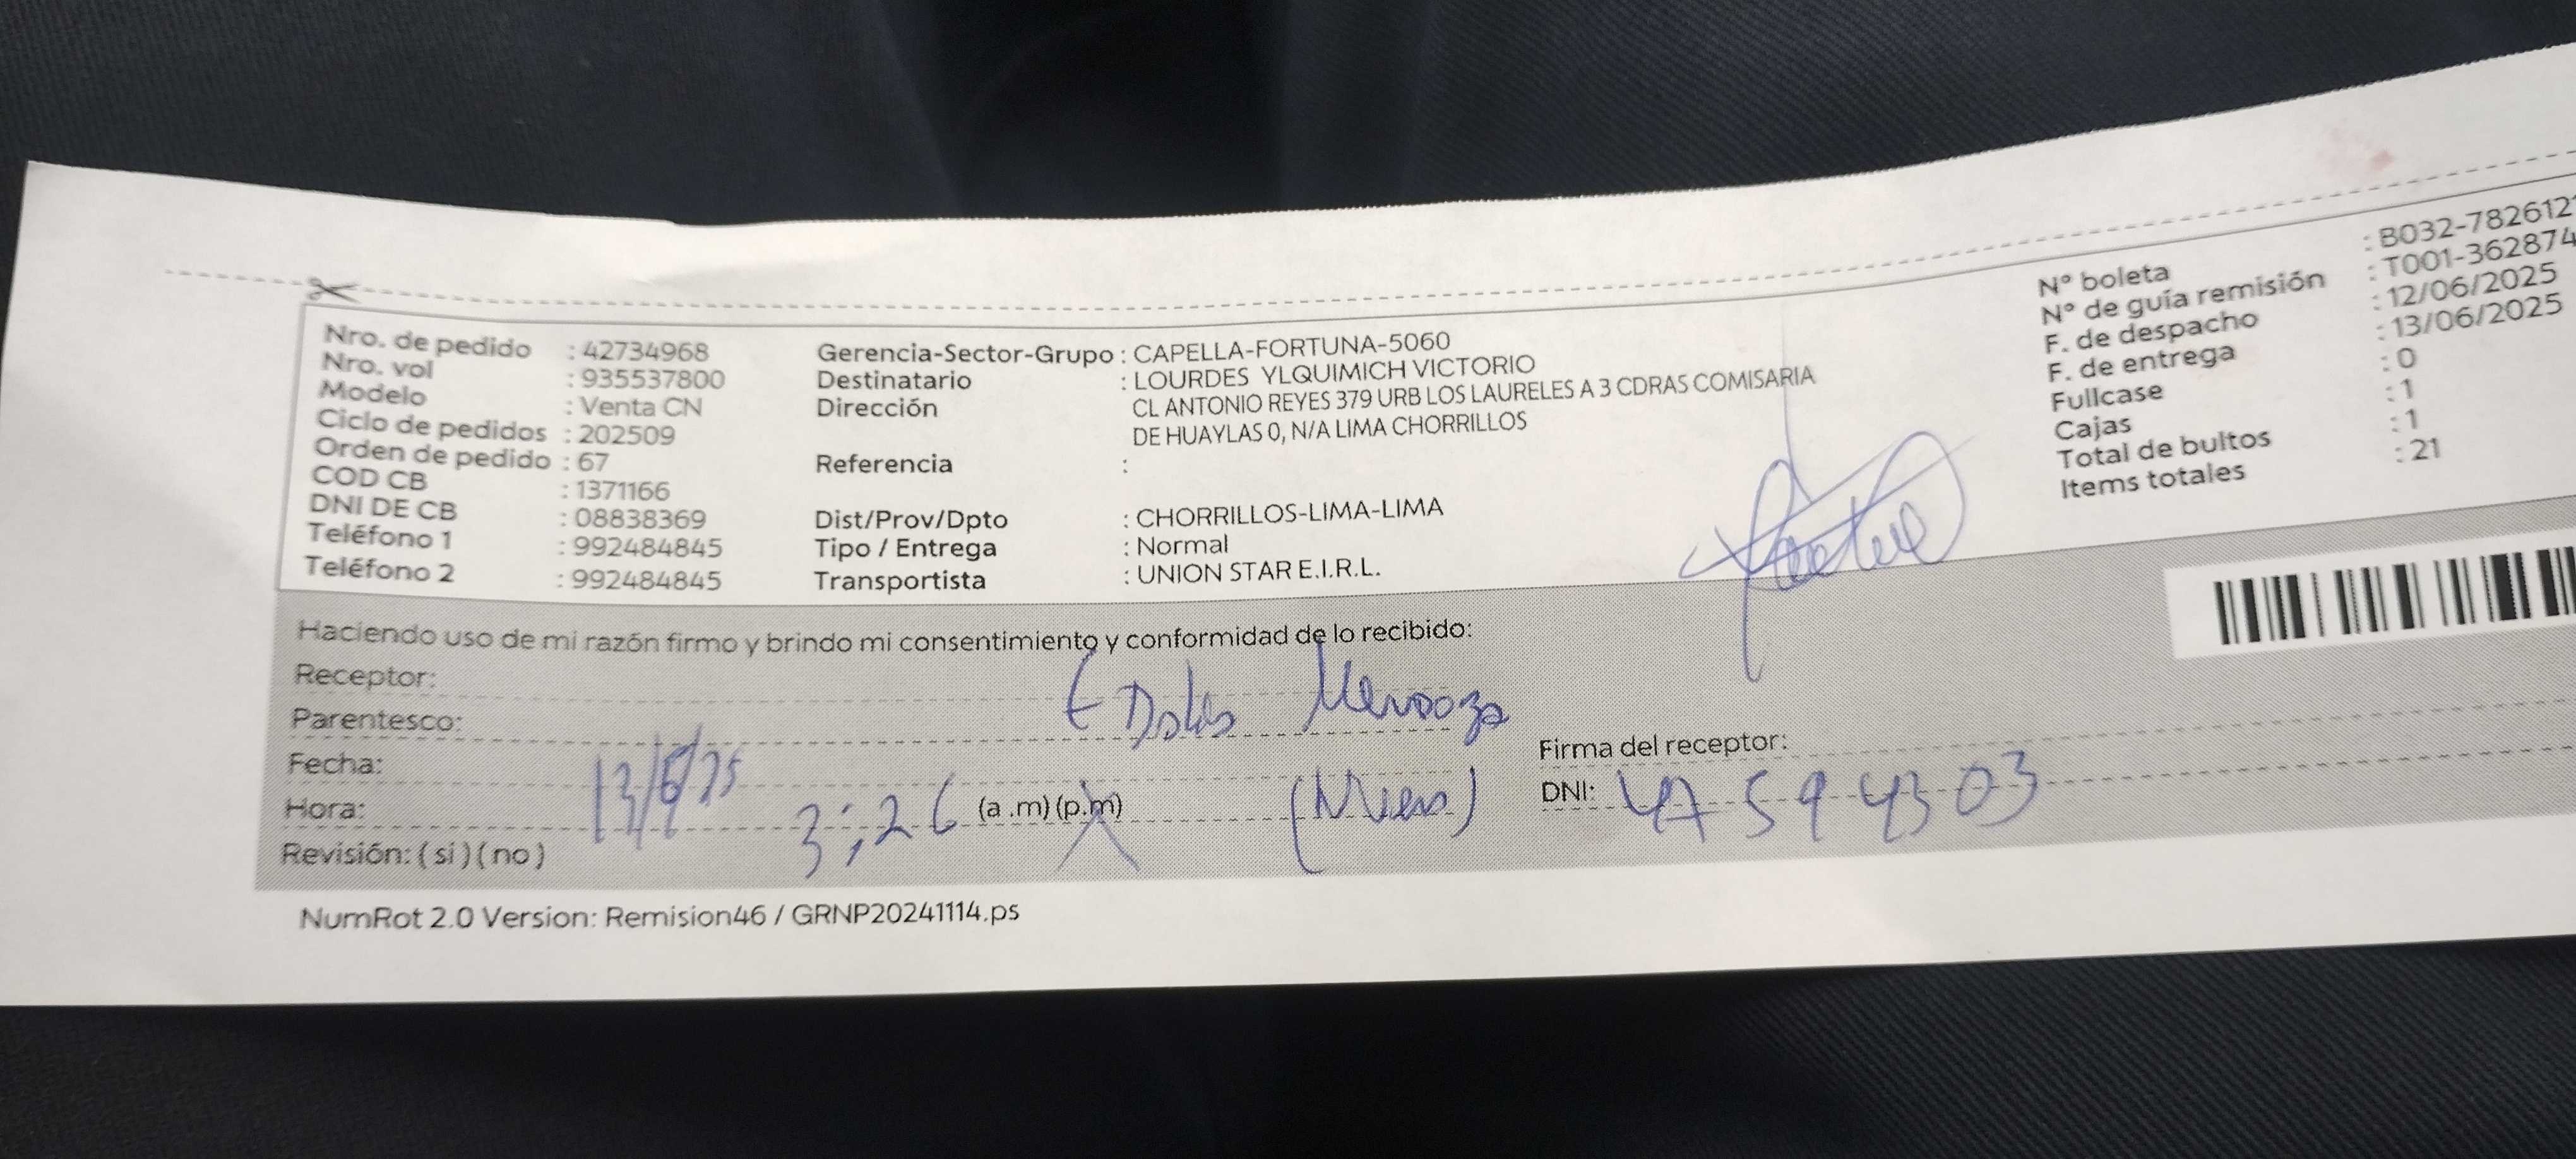 Nro. de pedido : 42734968
Nro. vol : 935537800
Modelo : Venta CN
Ciclo de pedidos : 202509
Orden de pedido : 67
COD CB : 1371166
DNI DE CB : 08838369
Teléfono 1 : 992484845
Teléfono 2 : 992484845
Gerencia-Sector-Grupo : CAPELLA-FORTUNA-5060
Destinatario : LOURDES YLQUIMICH VICTORIO
Dirección CL ANTONIO REYES 379 URB LOS LAURELES A 3 CDRAS COMISARIA
DE HUAYLAS 0, N/A LIMA CHORRILLOS
Referencia :
Dist/Prov/Dpto : CHORRILLOS-LIMA-LIMA
Tipo / Entrega : Normal
Transportista : UNION STAR E.I.R.L.
N° boleta : B032-782612
N° de guía remisión : T001-362874
F. de despacho : 12/06/2025
F. de entrega : 13/06/2025
Fullcase : 0
Cajas : 1
Total de bultos : 1
Items totales : 21
Haciendo uso de mi razón firmo y brindo mi consentimiento y conformidad de lo recibido:
Receptor: Mendoza
Parentesco:
Fecha: 13/6/25
Hora: 3:26 (a .m) (p.m)
Revisión: ( si ) ( no )
Firma del receptor:
DNI: 47594303
NumRot 2.0 Version: Remision46 / GRNP20241114.ps